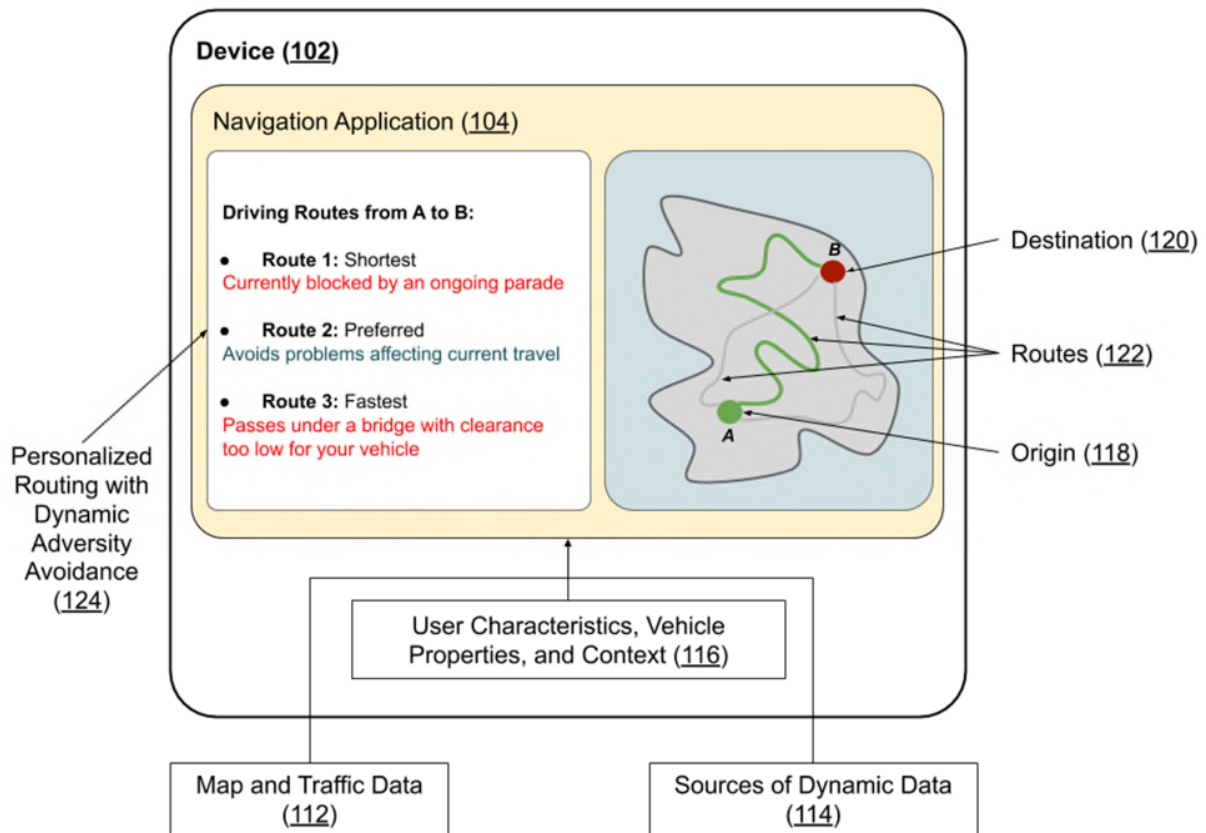 Device (102)
Navigation Application (104)
Driving Routes from A to B:
● Route 1: Shortest
Currently blocked by an ongoing parade
● Route 2: Preferred
Avoids problems affecting current travel
● Route 3: Fastest
Passes under a bridge with clearance
too low for your vehicle
B
A
Destination (120)
Routes (122)
Origin (118)
Personalized
Routing with
Dynamic
Adversity
Avoidance
(124)
User Characteristics, Vehicle
Properties, and Context (116)
Map and Traffic Data
(112)
Sources of Dynamic Data
(114)